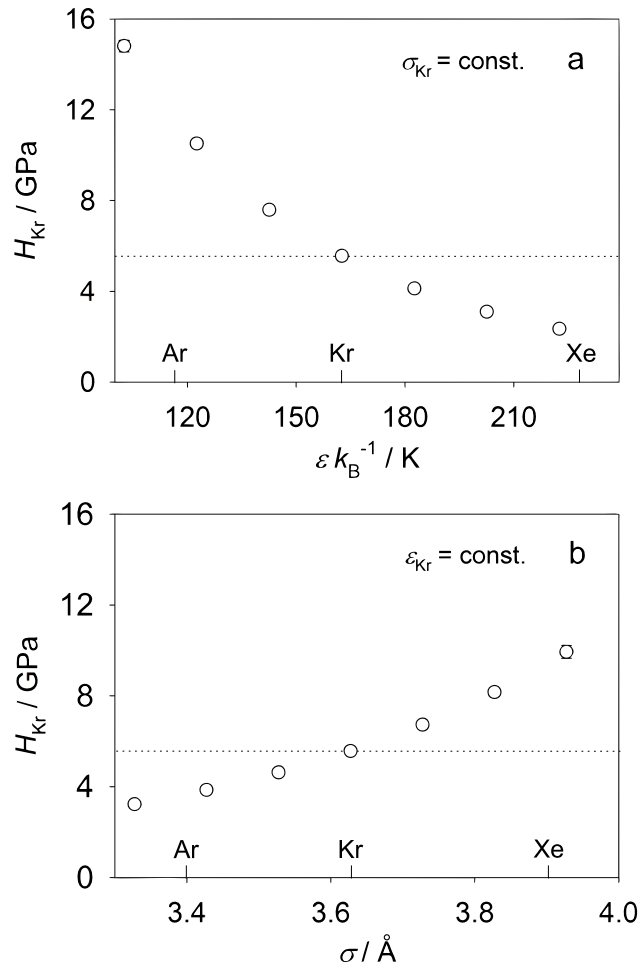 16
σKr = const.
a
12
8
4
0
HKr / GPa
Ar
Kr
Xe
120
150
180
210
ε kB⁻¹ / K
16
εKr = const.
b
12
8
4
0
HKr / GPa
Ar
Kr
Xe
3.4
3.6
3.8
4.0
σ / Å